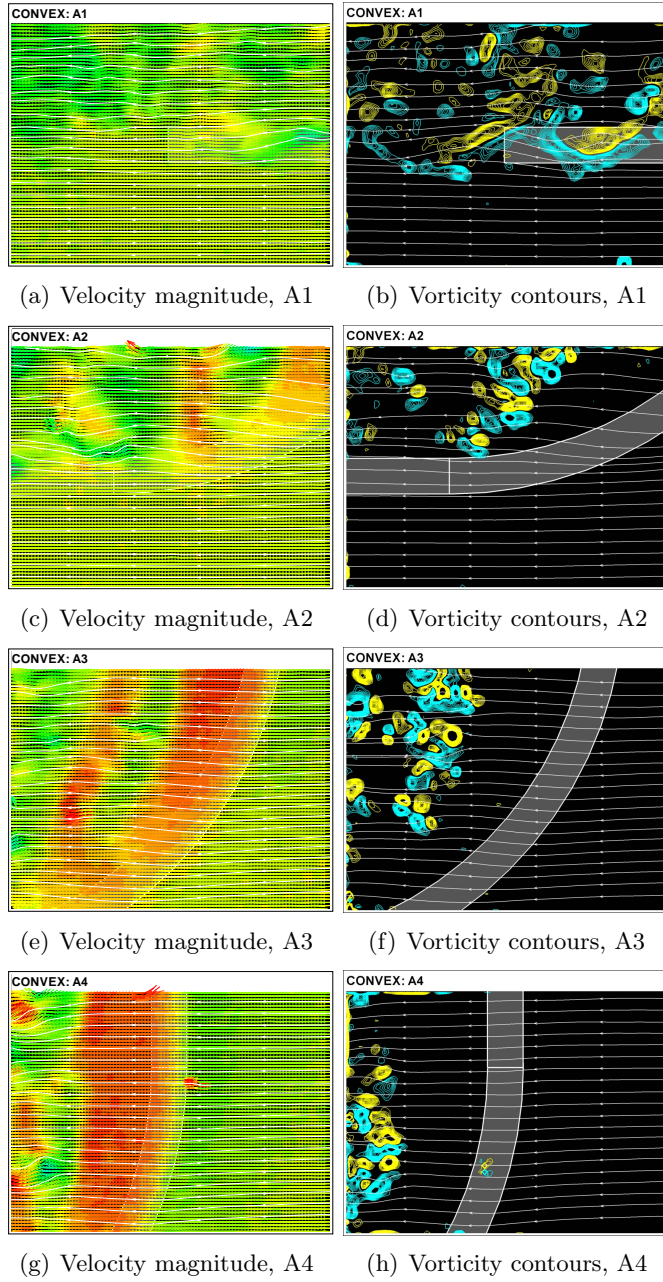 CONVEX: A1
CONVEX: A1
(a) Velocity magnitude, A1
(b) Vorticity contours, A1
CONVEX: A2
CONVEX: A2
(c) Velocity magnitude, A2
(d) Vorticity contours, A2
CONVEX: A3
CONVEX: A3
(e) Velocity magnitude, A3
(f) Vorticity contours, A3
CONVEX: A4
CONVEX: A4
(g) Velocity magnitude, A4
(h) Vorticity contours, A4